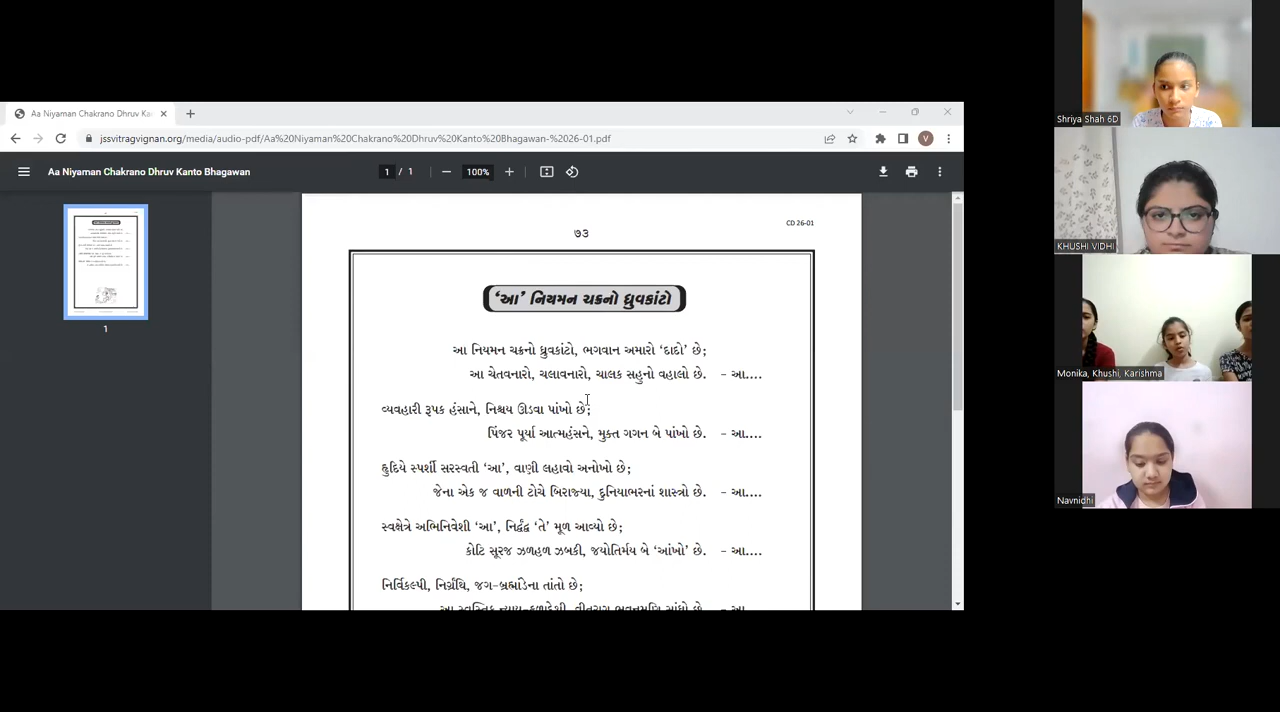 Aa Niyaman Chakrano Dhruv Ka
jssvitragvignan.org/media/audio-pdf/Aa%20Niyaman%20Chakrano%20Dhruv%20Kanto%20Bhagawan-%2026-01.pdf
V
Aa Niyaman Chakrano Dhruv Kanto Bhagawan
1 / 1
100%
1
CD 26-01
૭૩
‘આ’ નિયમન ચક્રનો ધ્રુવકાંટો
આ નિયમન ચક્રનો ધ્રુવકાંટો, ભગવાન અમારો ‘દાદો’ છે;
આ ચેતવનારો, ચલાવનારો, ચાલક સહુનો વહાલો છે. – આ....
વ્યવહારી રૂપક હંસાને, નિશ્ચય ઊડવા પાંખો છે;
પિંજર પૂર્યા આત્મહંસને, મુક્ત ગગન બે પાંખો છે. – આ....
હૃદિયે સ્પર્શી સરસ્વતી ‘આ’, વાણી લહાવો અનોખો છે;
જેના એક જ વાળની ટોચે બિરાજ્યા, દુનિયાભરનાં શાસ્ત્રો છે. – આ....
સ્વક્ષેત્રે અભિનિવેશી ‘આ’, નિર્દ્વંદ્વ ‘તે’ મૂળ આવ્યો છે;
કોટિ સૂરજ ઝળહળ ઝબકી, જયોતિર્મય બે ‘આંખો’ છે. – આ....
નિર્વિકલ્પી, નિર્ગ્રંથિ, જગ-બ્રહ્માંડેના તાંતો છે;
Shriya Shah 6D
KHUSHI VIDHI
Monika, Khushi, Karishma
Navnidhi